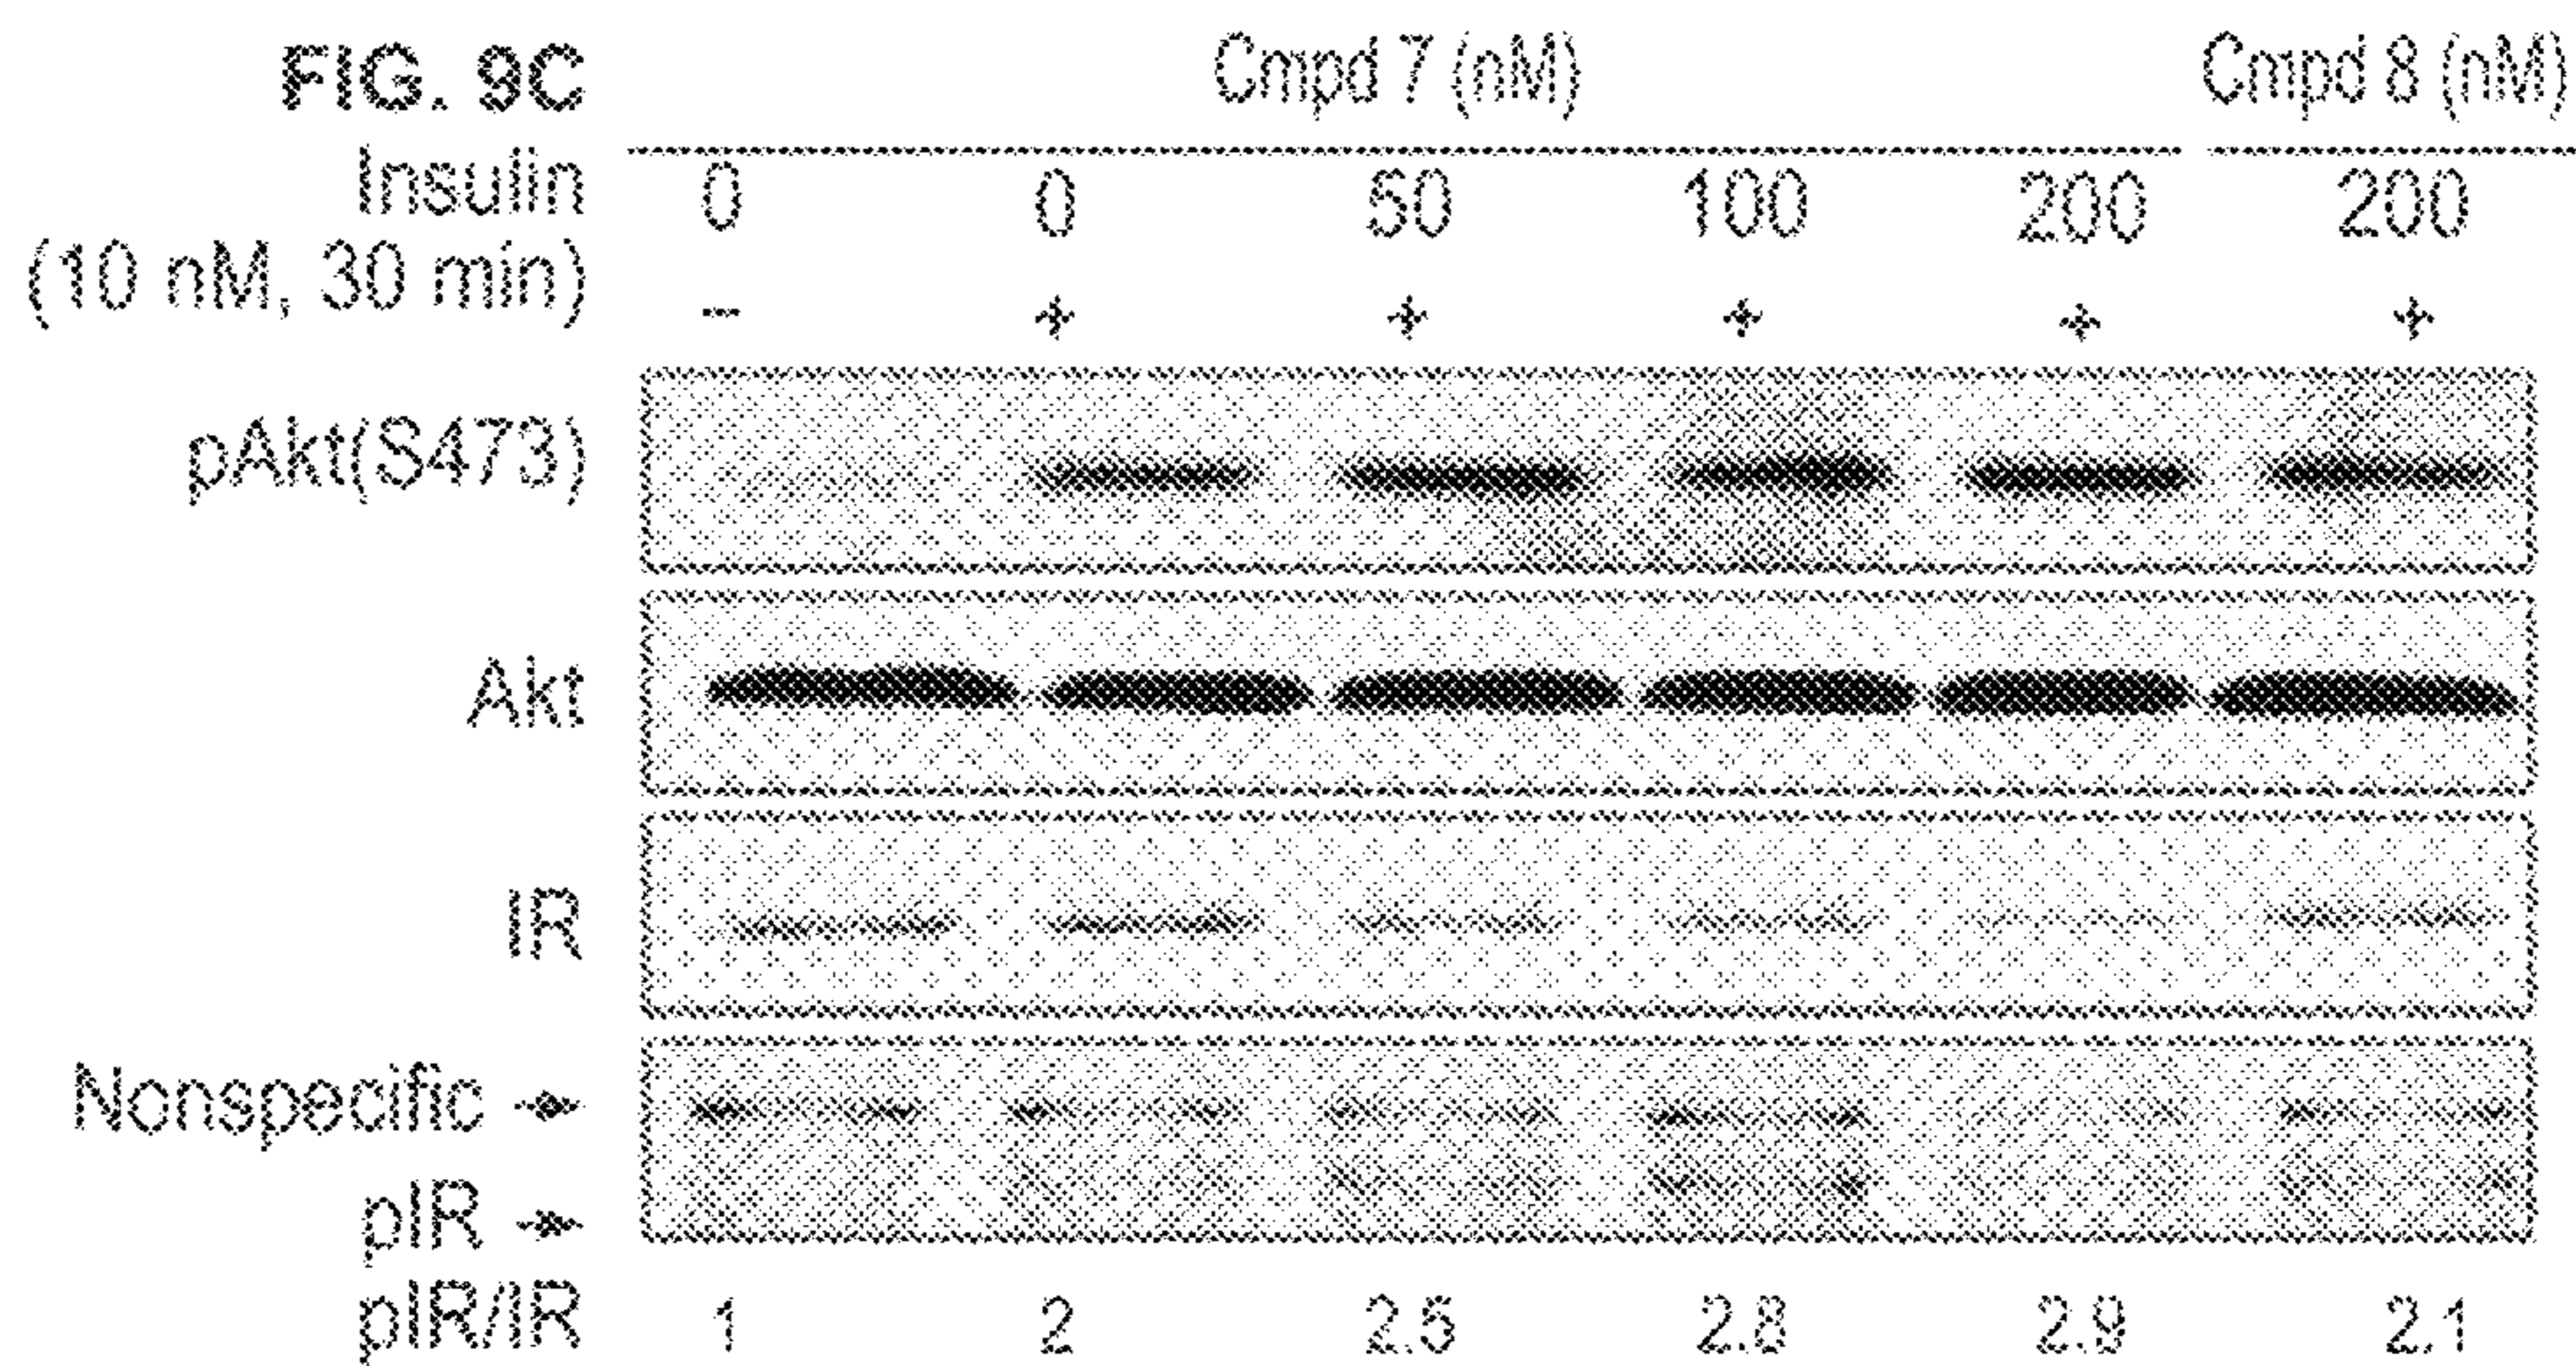 FIG. 9C
Cmpd 7 (nM) Cmpd 8 (nM)
Insulin 0 0 50 100 200 200
(10 nM, 30 min) - + + + + +
pAkt(S473)
Akt
IR
Nonspecific
pIR
pIR/IR 1 2 2.5 2.8 2.9 2.1